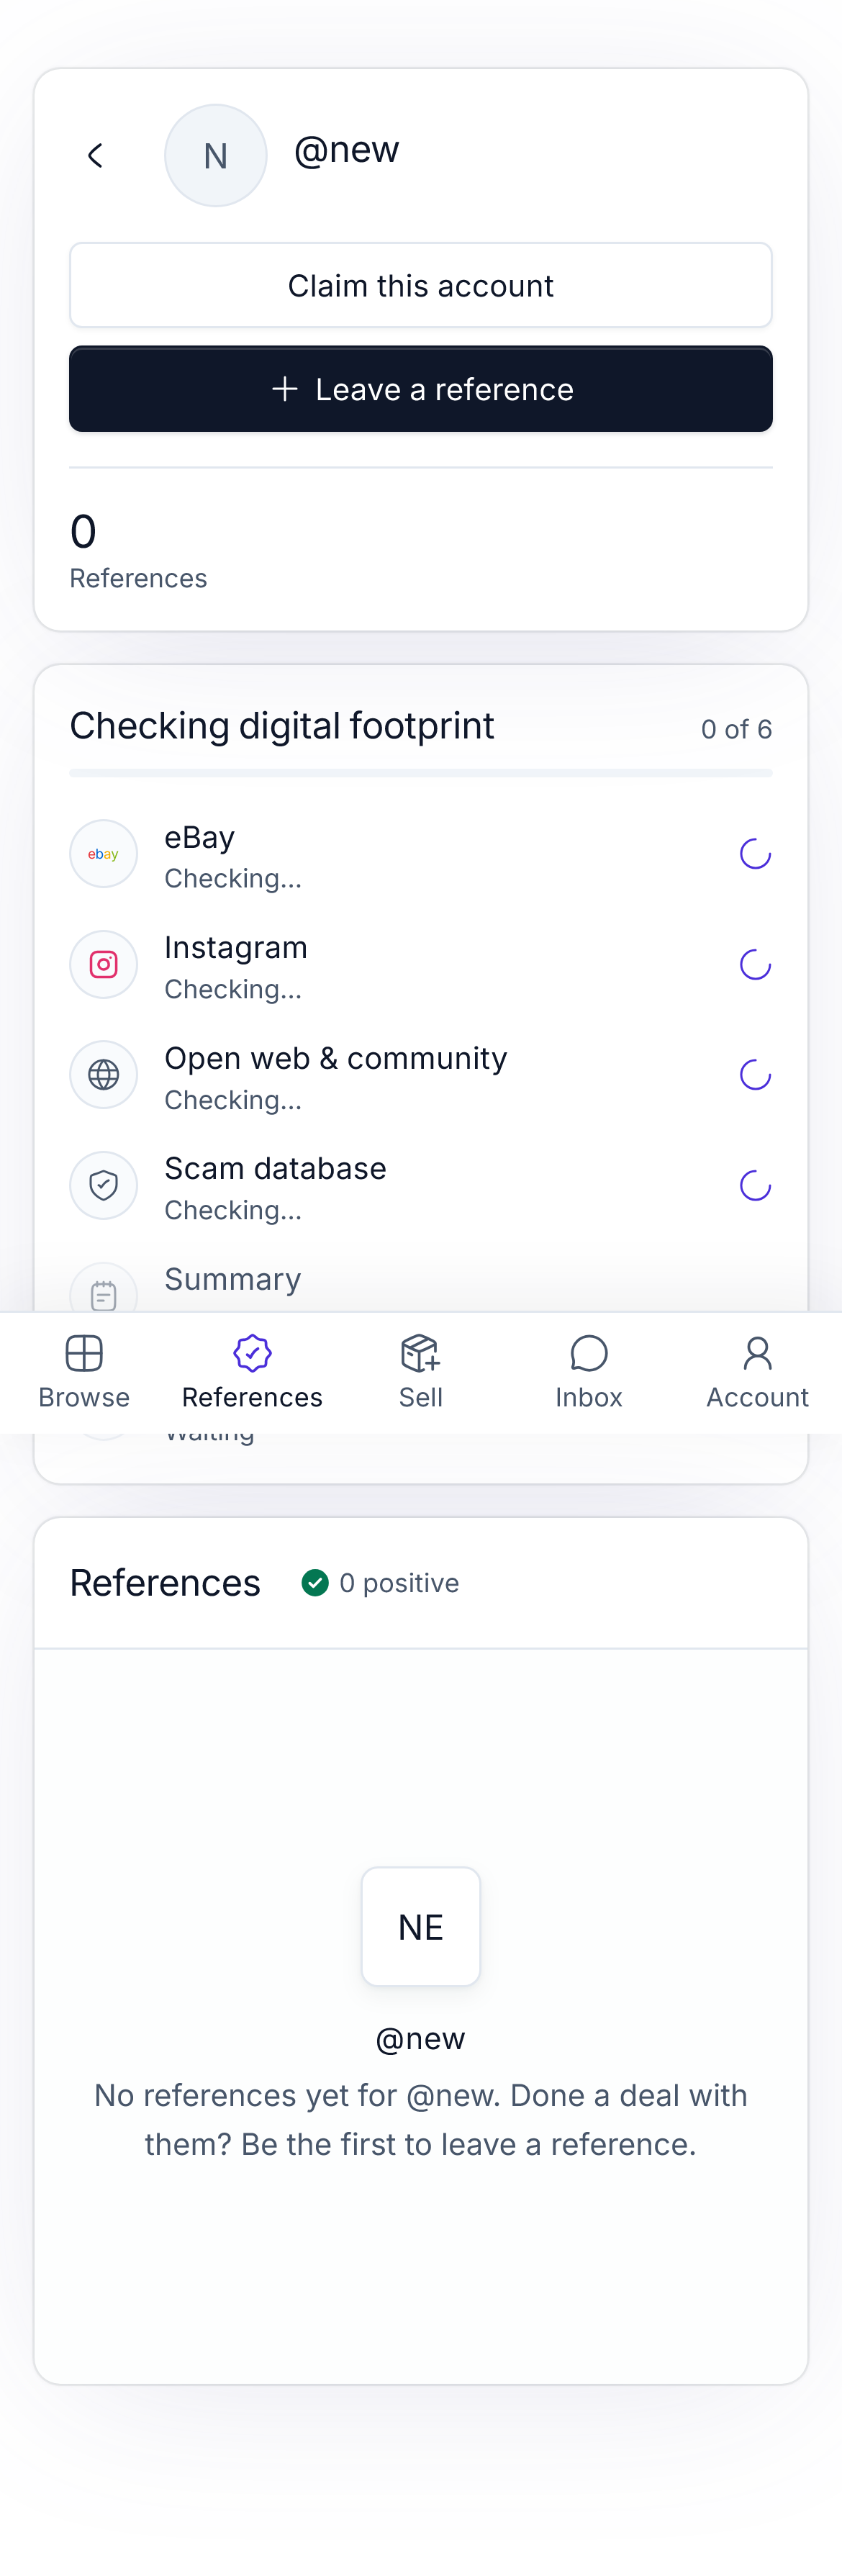 N
@new
Claim this account
Leave a reference
0
References
Checking digital footprint
0 of 6
ebay
eBay
Checking...
Instagram
Checking...
Open web & community
Checking...
Scam database
Checking...
Summary
Browse
References
Sell
Inbox
Account
Waiting
References
0 positive
NE
@new
No references yet for @new. Done a deal with
them? Be the first to leave a reference.